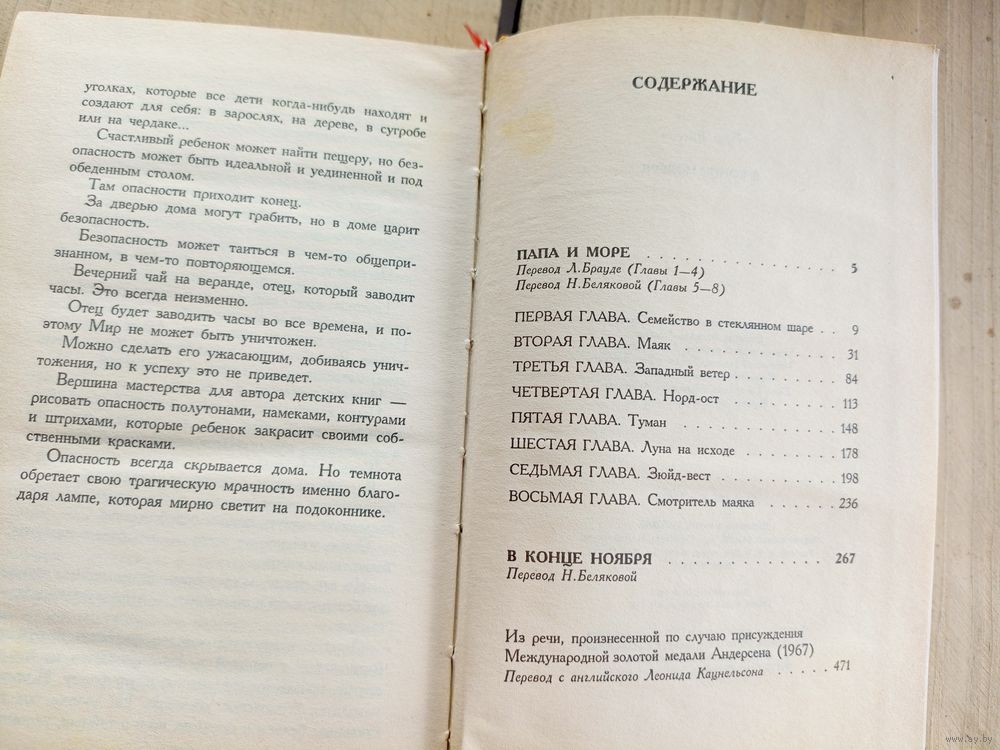 уголках, которые все дети когда-нибудь находят и
создают для себя: в зарослях, на дереве, в сугробе
или на чердаке...
Счастливый ребенок может найти пещеру, но без-
опасность может быть идеальной и уединенной и под
обеденным столом.
Там опасности приходит конец.
За дверью дома могут грабить, но в доме царит
безопасность.
Безопасность может таиться в чем-то общепри-
знанном, в чем-то повторяющемся.
Вечерний чай на веранде, отец, который заводит
часы. Это всегда неизменно.
Отец будет заводить часы во все времена, и по-
этому Мир не может быть уничтожен.
Можно сделать его ужасающим, добиваясь унич-
тожения, но к успеху это не приведет.
Вершина мастерства для автора детских книг —
рисовать опасность полутонами, намеками, контурами
и штрихами, которые ребенок закрасит своими соб-
ственными красками.
Опасность всегда скрывается дома. Но темнота
обретает свою трагическую мрачность именно благо-
даря лампе, которая мирно светит на подоконнике.
СОДЕРЖАНИЕ
ПАПА И МОРЕ . . . . . . . . . . . . . 5
Перевод Л.Брауде (Главы 1—4)
Перевод Н.Беляковой (Главы 5—8)
ПЕРВАЯ ГЛАВА. Семейство в стеклянном шаре . . 9
ВТОРАЯ ГЛАВА. Маяк . . . . . . . . . . . 31
ТРЕТЬЯ ГЛАВА. Западный ветер . . . . . . . . 84
ЧЕТВЕРТАЯ ГЛАВА. Норд-ост . . . . . . . . 113
ПЯТАЯ ГЛАВА. Туман . . . . . . . . . . . 148
ШЕСТАЯ ГЛАВА. Луна на исходе . . . . . . . 178
СЕДЬМАЯ ГЛАВА. Зюйд-вест . . . . . . . . 198
ВОСЬМАЯ ГЛАВА. Смотритель маяка . . . . . . 236
В КОНЦЕ НОЯБРЯ . . . . . . . . . . . 267
Перевод Н.Беляковой
Из речи, произнесенной по случаю присуждения
Международной золотой медали Андерсена (1967)
Перевод с английского Леонида Кацнельсона . . . . . 471
www.ay.by